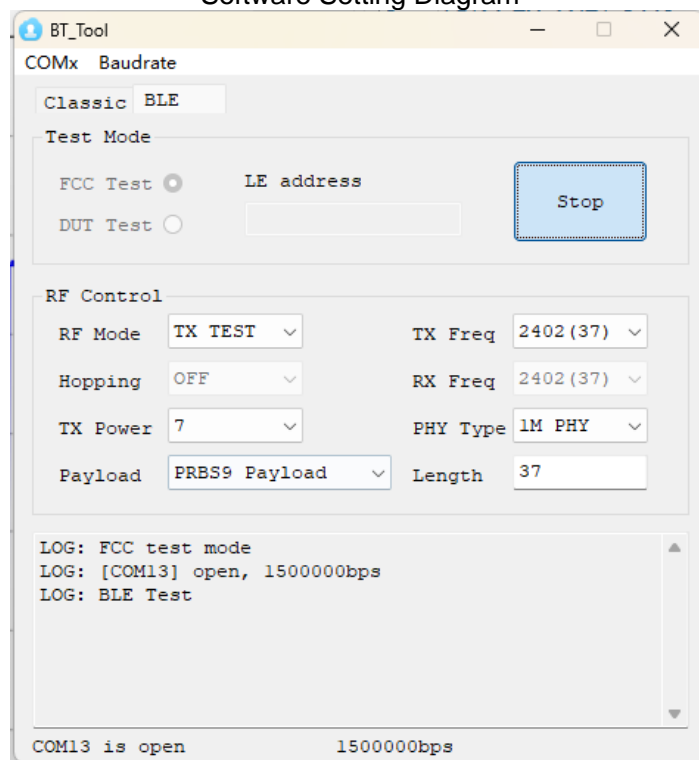 Software Setting Diagram
BT_Tool
COMx Baudrate
Classic BLE
Test Mode
FCC Test LE address
Stop
DUT Test
RF Control
RF Mode TX TEST TX Freq 2402(37)
Hopping OFF RX Freq 2402(37)
TX Power 7 PHY Type 1M PHY
Payload PRBS9 Payload Length 37
LOG: FCC test mode
LOG: [COM13] open, 1500000bps
LOG: BLE Test
COM13 is open 1500000bps